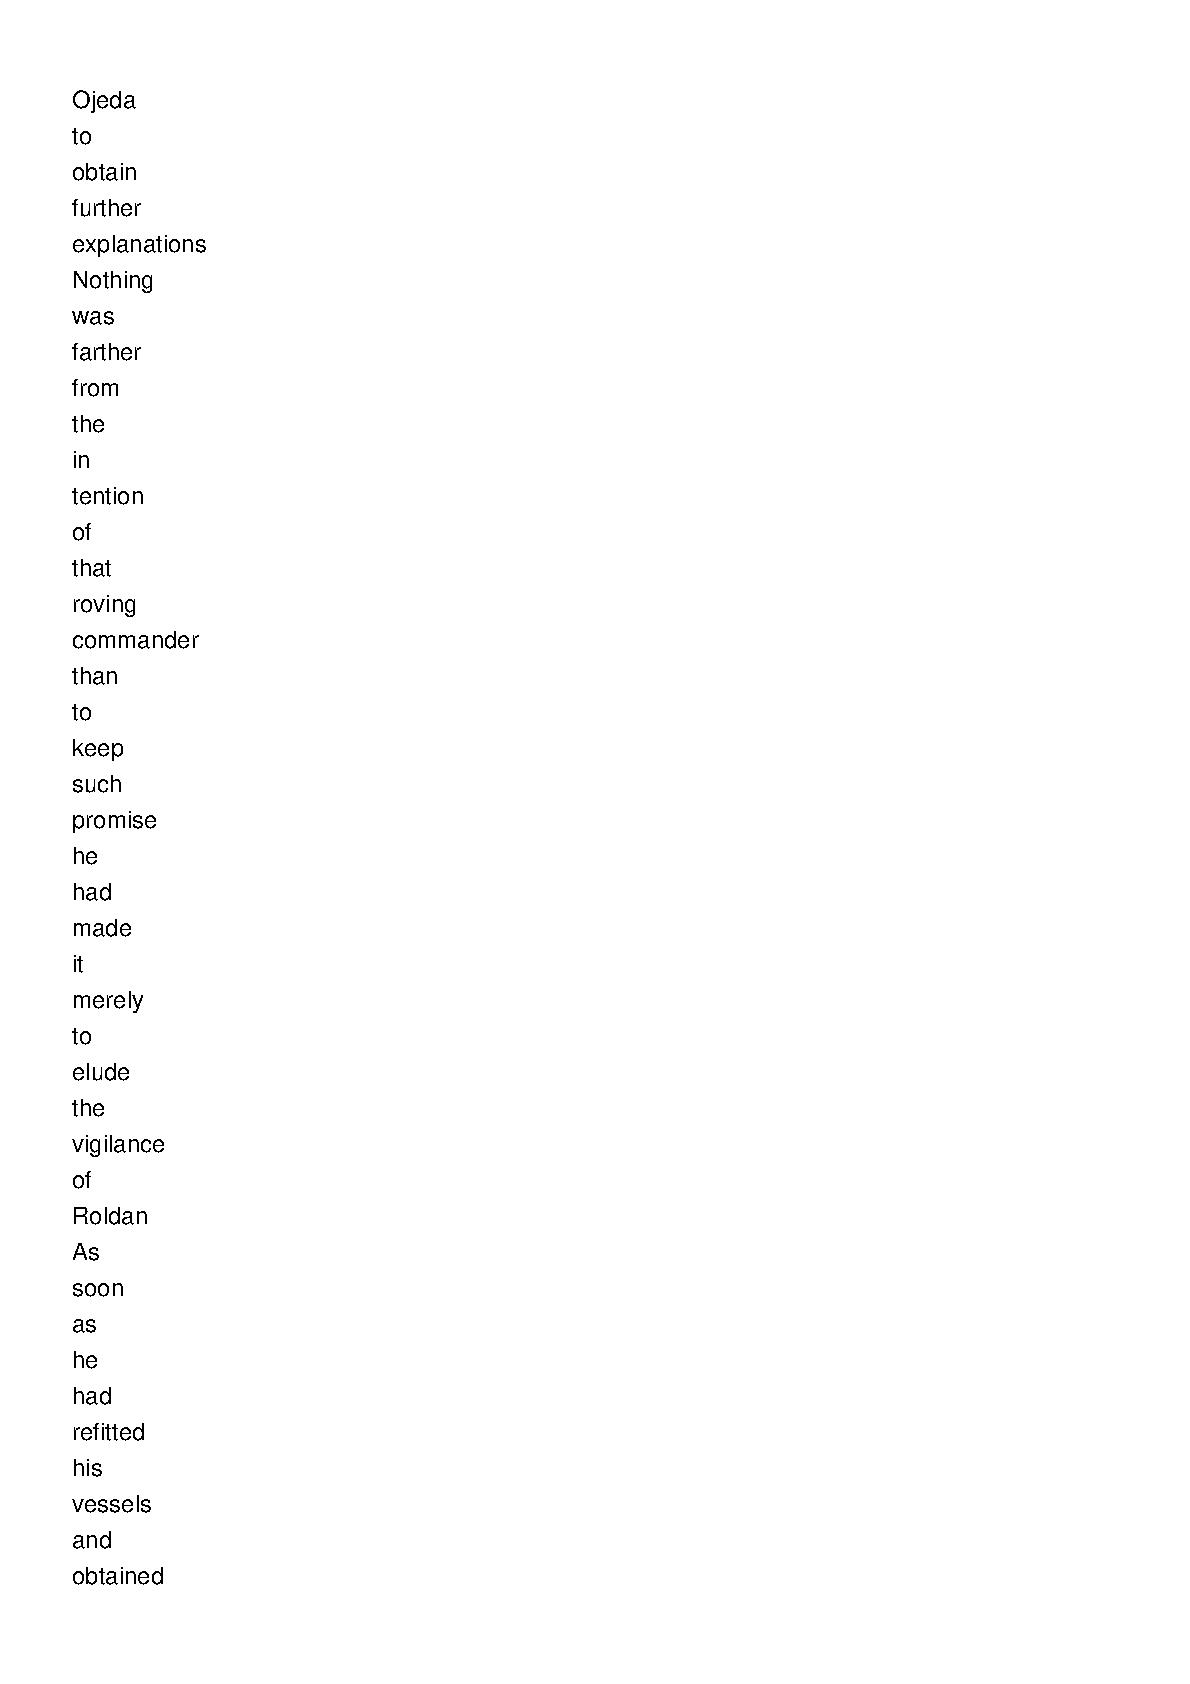 Ojeda
to
obtain
further
explanations
Nothing
was
farther
from
the
in
tention
of
that
roving
commander
than
to
keep
such
promise
he
had
made
it
merely
to
elude
the
vigilance
of
Roldan
As
soon
as
he
had
refitted
his
vessels
and
obtained